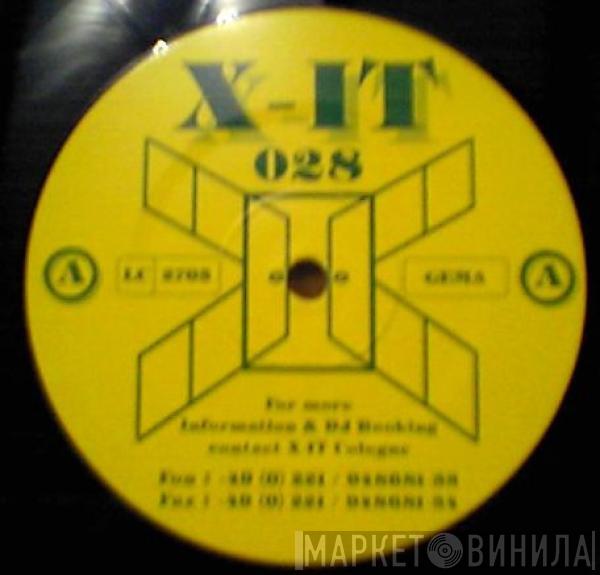 X-IT
028
A
LC 2703
GEMA
A
For more
Information & DJ Booking
contact X-IT Cologne
Fon / +49 (0) 221 /
Fax / +49 (0) 221 /
МАРКЕТ ВИНИЛА